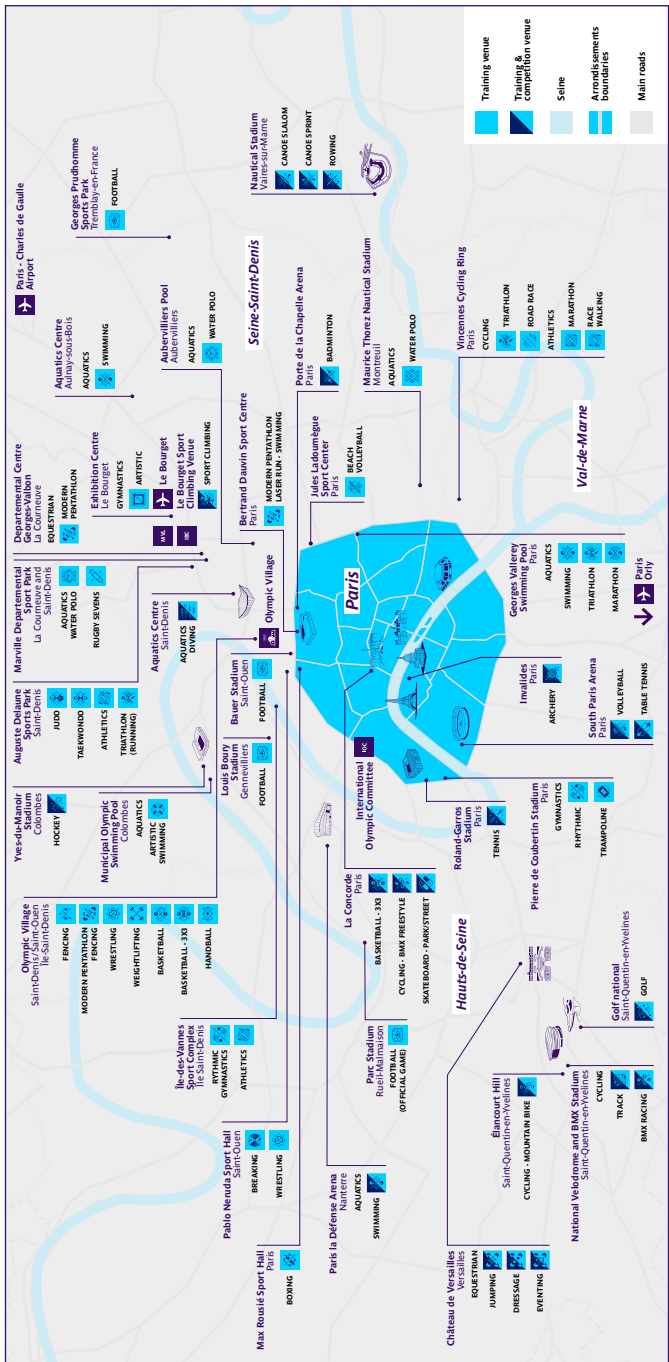 Max Rousié Sport Hall
Paris
BOXING
Pablo Neruda Sport Hall
Saint-Ouen
BREAKING
WRESTLING
Île-des-Vannes
Sport Complex
Île Saint-Denis
RYTHMIC
GYMNASTICS
ATHLETICS
Olympic Village
Saint-Denis/Saint-Ouen
Île-Saint-Denis
FENCING
MODERN PENTATHLON
FENCING
WRESTLING
WEIGHTLIFTING
BASKETBALL
BASKETBALL - 3X3
HANDBALL
Yves-du-Manoir
Stadium
Colombes
HOCKEY
Municipal Olympic
Swimming Pool
Colombes
AQUATICS
ARTISTIC
SWIMMING
Auguste Delaune
Sports Park
Saint-Denis
JUDO
TAEKWONDO
ATHLETICS
TRIATHLON
(RUNNING)
Louis Boury
Stadium
Gennevilliers
FOOTBALL
Bauer Stadium
Saint-Ouen
FOOTBALL
Marville Departemental
Sport Park
La Courneuve and
Saint-Denis
AQUATICS
WATER POLO
RUGBY SEVENS
Aquatics Centre
Saint-Denis
AQUATICS
DIVING
Olympic Village
Departmental Centre
Georges-Valbon
La Courneuve
EQUESTRIAN
MODERN
PENTATHLON
Exhibition Centre
Le Bourget
GYMNASTICS
ARTISTIC
MVL
IBC
Le Bourget
Le Bourget Sport
Climbing Venue
SPORT CLIMBING
Bertrand Dauvin Sport Centre
Paris
MODERN PENTATHLON
LASER RUN - SWIMMING
Aquatics Centre
Aulnay-sous-Bois
AQUATICS
SWIMMING
Aubervilliers Pool
Aubervilliers
AQUATICS
WATER POLO
Paris - Charles de Gaulle
Airport
Georges Prudhomme
Sports Park
Tremblay-en-France
FOOTBALL
Seine-Saint-Denis
Nautical Stadium
Vaires-sur-Marne
CANOE SLALOM
CANOE SPRINT
ROWING
Porte de la Chapelle Arena
Paris
BADMINTON
Jules Ladoumègue
Sport Center
Paris
BEACH
VOLLEYBALL
Maurice Thorez Nautical Stadium
Montreuil
AQUATICS
WATER POLO
Paris la Défense Arena
Nanterre
AQUATICS
SWIMMING
Parc Stadium
Rueil-Malmaison
FOOTBALL
(OFFICIAL GAME)
La Concorde
Paris
BASKETBALL - 3X3
CYCLING - BMX FREESTYLE
SKATEBOARD - PARK/STREET
International
Olympic Committee
IOC
Paris
Vincennes Cycling Ring
Paris
CYCLING
TRIATHLON
ROAD RACE
ATHLETICS
MARATHON
RACE
WALKING
Hauts-de-Seine
Roland-Garros
Stadium
Paris
TENNIS
Invalides
Paris
ARCHERY
Georges Vallerey
Swimming Pool
Paris
AQUATICS
SWIMMING
TRIATHLON
MARATHON
Val-de-Marne
Château de Versailles
Versailles
EQUESTRIAN
JUMPING
DRESSAGE
EVENTING
Élancourt Hill
Saint-Quentin-en-Yvelines
CYCLING - MOUNTAIN BIKE
National Velodrome and BMX Stadium
Saint-Quentin-en-Yvelines
CYCLING
TRACK
BMX RACING
Golf national
Saint-Quentin-en-Yvelines
GOLF
Pierre de Coubertin Stadium
Paris
GYMNASTICS
RHYTHMIC
TRAMPOLINE
South Paris Arena
Paris
VOLLEYBALL
TABLE TENNIS
Paris
Orly
Training venue
Training &
competition venue
Seine
Arrondissements
boundaries
Main roads